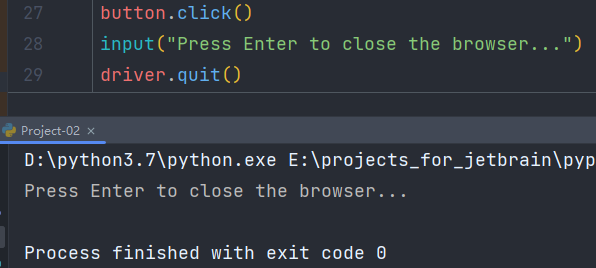 27 button.click()
28 input("Press Enter to close the browser...")
29 driver.quit()
Project-02 ×
D:\python3.7\python.exe E:\projects_for_jetbrain\pyp
Press Enter to close the browser...
Process finished with exit code 0